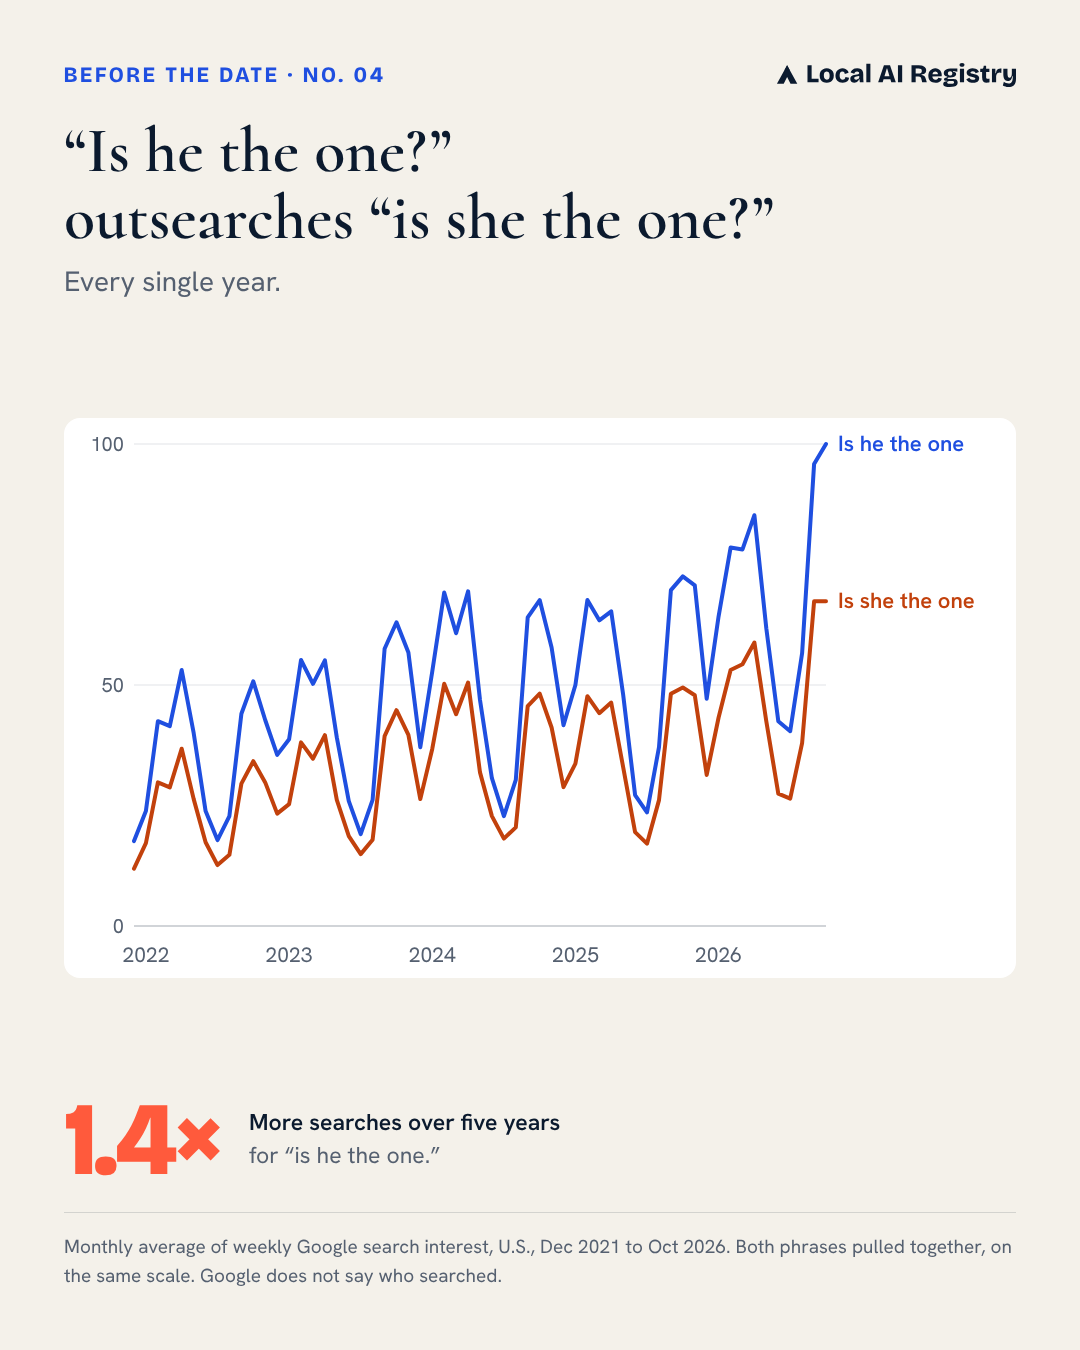 BEFORE THE DATE · NO. 04
Local AI Registry
“Is he the one?”
outsearches “is she the one?”
Every single year.
100
Is he the one
Is she the one
50
0
2022
2023
2024
2025
2026
1.4×
More searches over five years
for “is he the one.”
Monthly average of weekly Google search interest, U.S., Dec 2021 to Oct 2026. Both phrases pulled together, on
the same scale. Google does not say who searched.